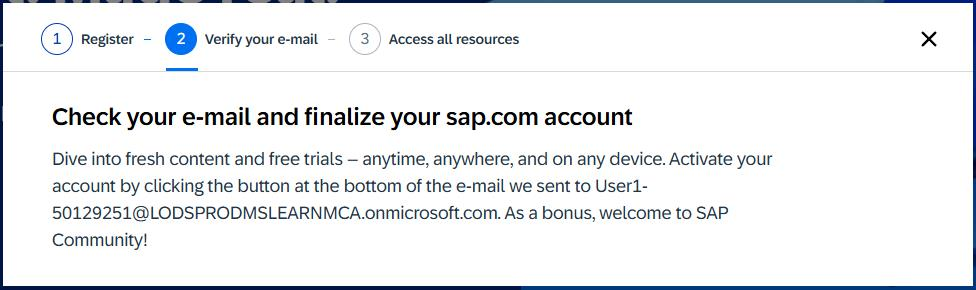 1 Register – 2 Verify your e-mail – 3 Access all resources
Check your e-mail and finalize your sap.com account
Dive into fresh content and free trials – anytime, anywhere, and on any device. Activate your
account by clicking the button at the bottom of the e-mail we sent to User1-
50129251@LODSPRODMSLEARNMCA.onmicrosoft.com. As a bonus, welcome to SAP
Community!